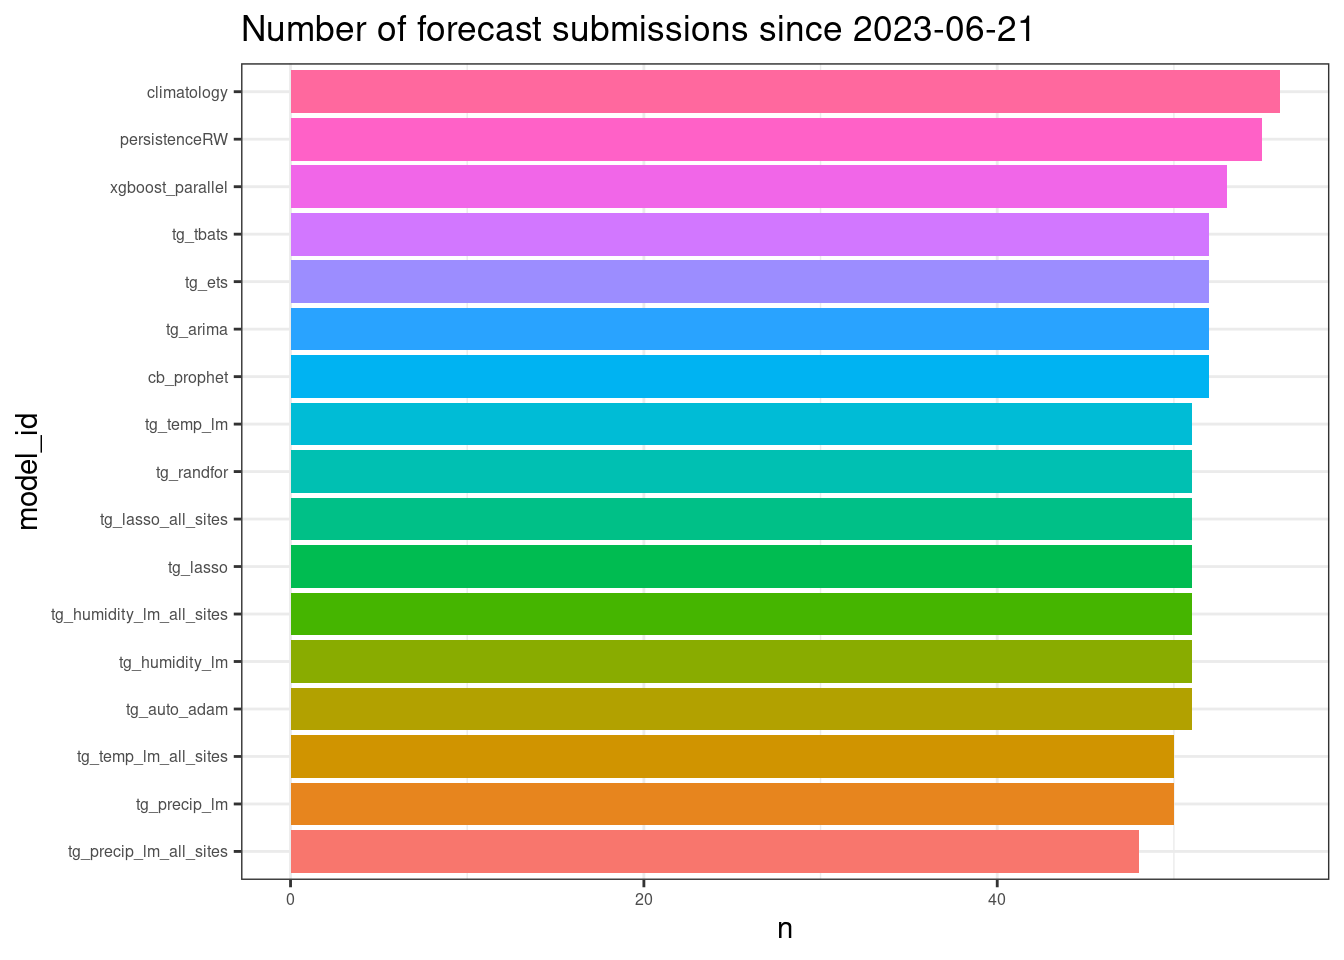 Number of forecast submissions since 2023-06-21
climatology
persistenceRW
xgboost_parallel
tg_tbats
tg_ets
tg_arima
cb_prophet
tg_temp_lm
tg_randfor
tg_lasso_all_sites
tg_lasso
tg_humidity_lm_all_sites
tg_humidity_lm
tg_auto_adam
tg_temp_lm_all_sites
tg_precip_lm
tg_precip_lm_all_sites
model_id
0 20 40
n